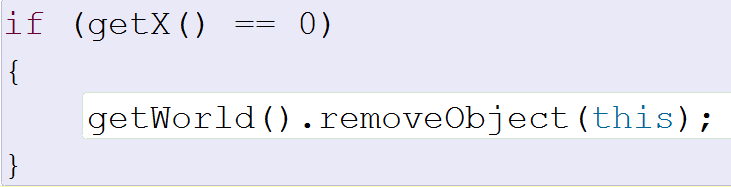 if (getX() == 0)
{
    getWorld().removeObject(this);
}